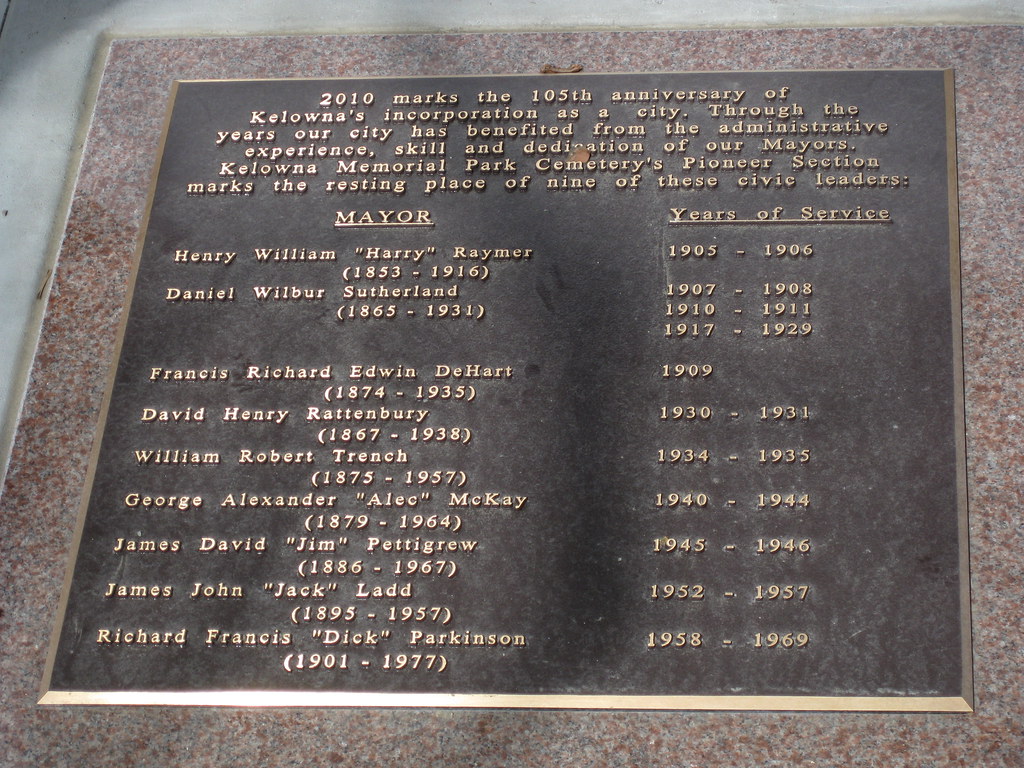 2010 marks the 105th anniversary of
Kelowna's incorporation as a city. Through the
years our city has benefited from the administrative
experience, skill and dedication of our Mayors.
Kelowna Memorial Park Cemetery's Pioneer Section
marks the resting place of nine of these civic leaders:
MAYOR Years of Service
Henry William "Harry" Raymer 1905 - 1906
(1853 - 1916)
Daniel Wilbur Sutherland 1907 - 1908
(1865 - 1931) 1910 - 1911
1917 - 1929
Francis Richard Edwin DeHart 1909
(1874 - 1935)
David Henry Rattenbury 1930 - 1931
(1867 - 1938)
William Robert Trench 1934 - 1935
(1875 - 1957)
George Alexander "Alec" McKay 1940 - 1944
(1879 - 1964)
James David "Jim" Pettigrew 1945 - 1946
(1886 - 1967)
James John "Jack" Ladd 1952 - 1957
(1895 - 1957)
Richard Francis "Dick" Parkinson 1958 - 1969
(1901 - 1977)